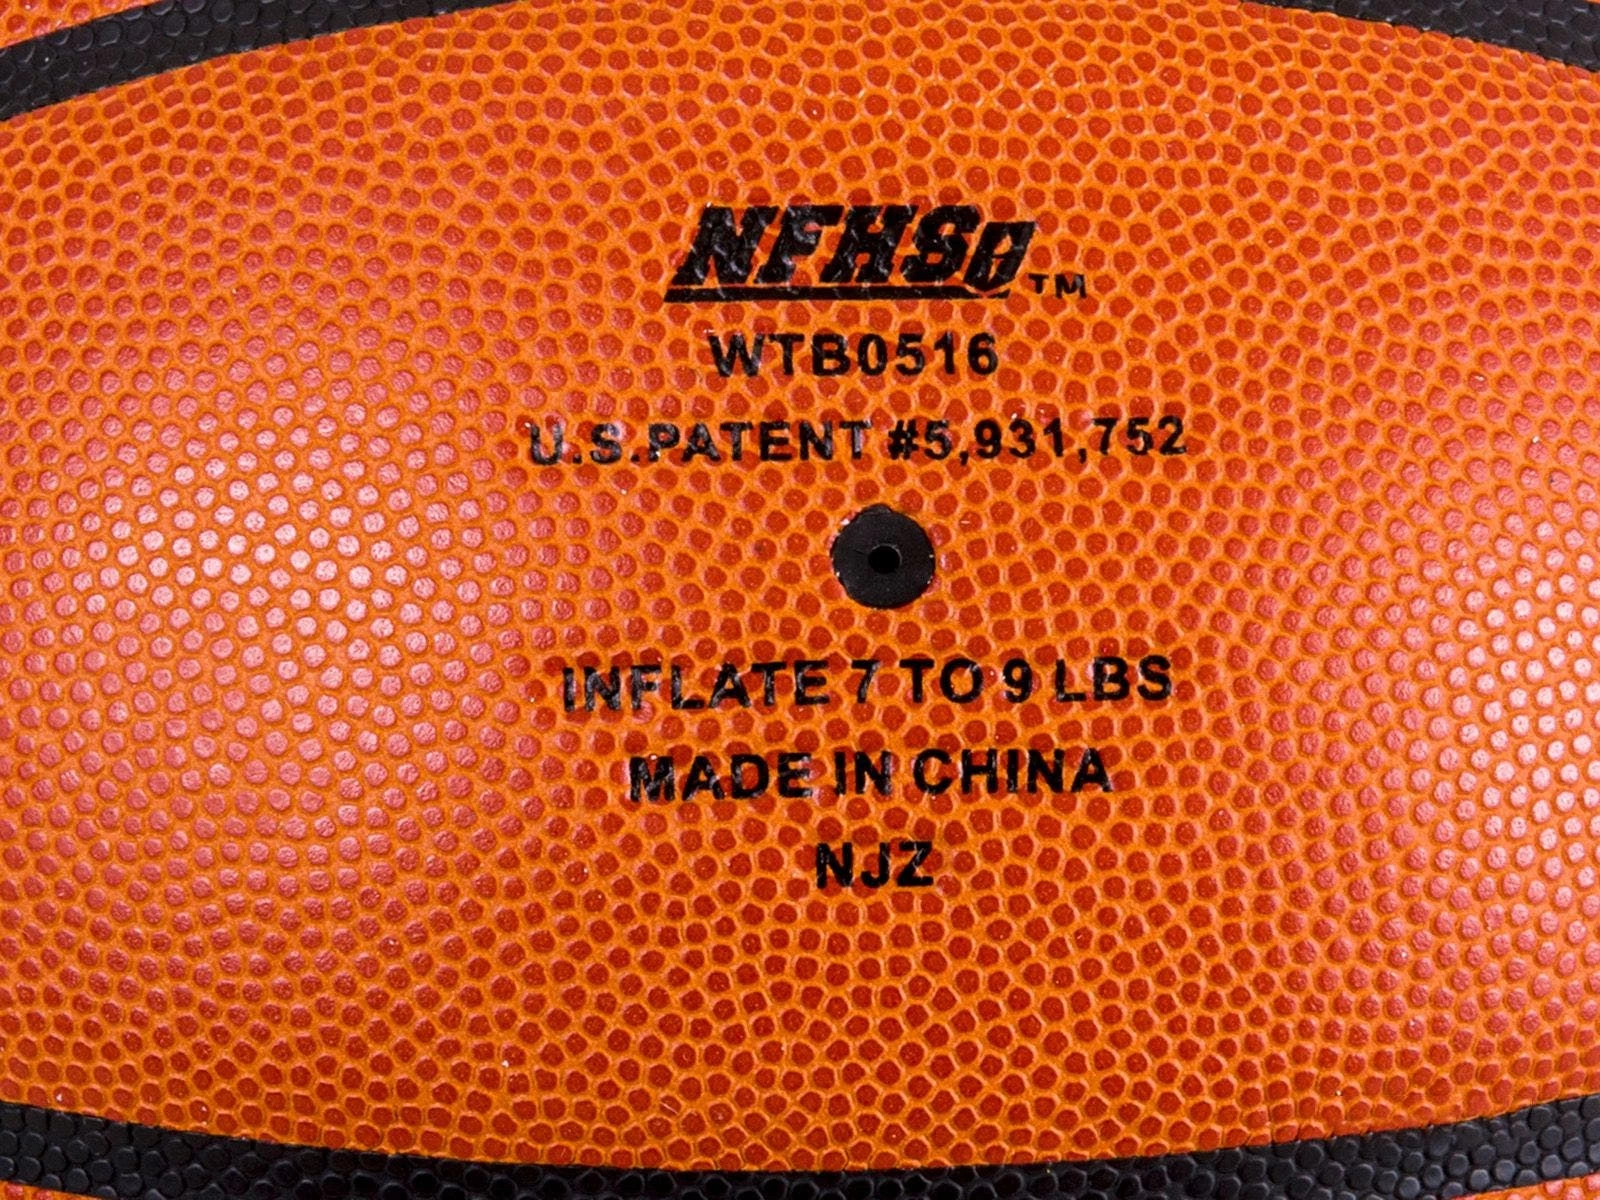 NFHS
TM
WTB0516
U.S.PATENT #5,931,752
INFLATE 7 TO 9 LBS
MADE IN CHINA
NJZ